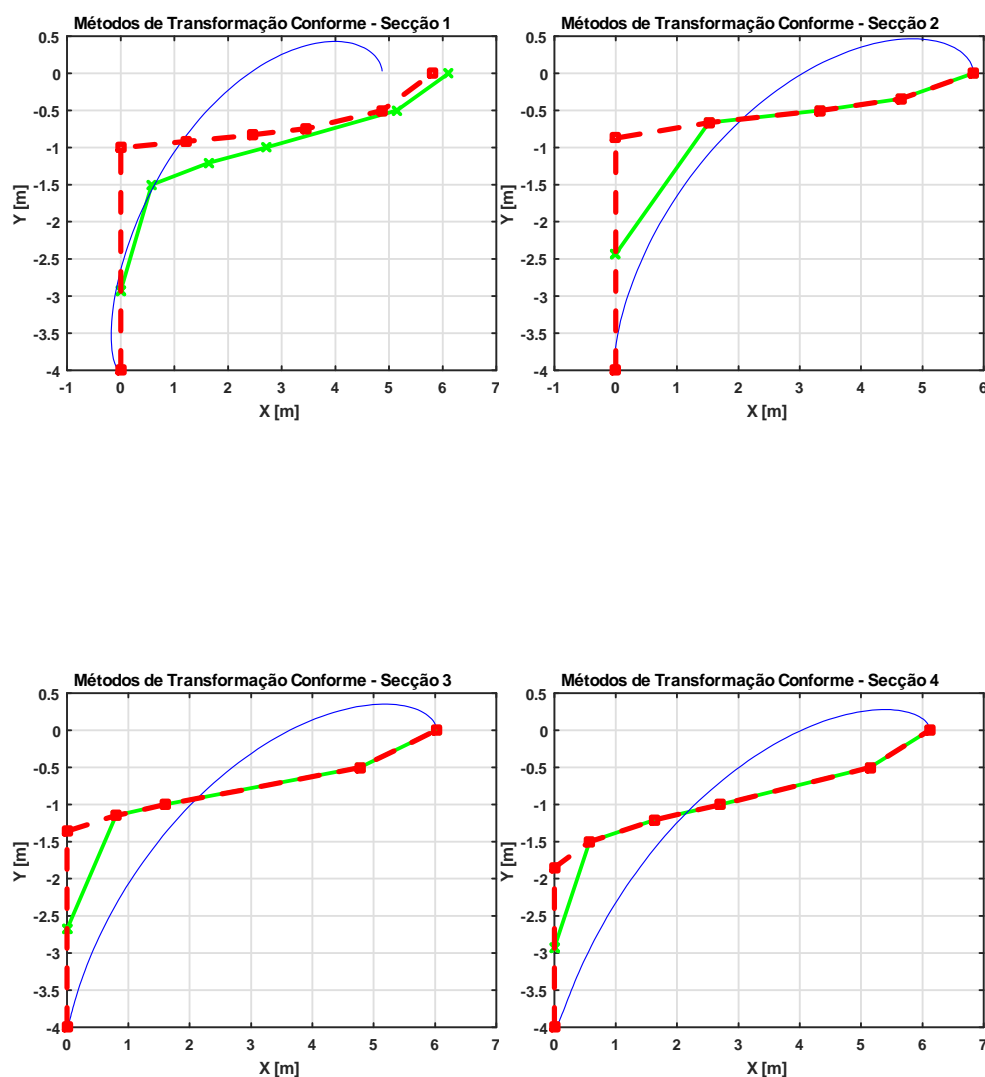 Métodos de Transformação Conforme - Secção 1
0.5
0
-0.5
-1
-1.5
-2
-2.5
-3
-3.5
-4
Y [m]
-1 0 1 2 3 4 5 6 7
X [m]
Métodos de Transformação Conforme - Secção 2
0.5
0
-0.5
-1
-1.5
-2
-2.5
-3
-3.5
-4
Y [m]
-1 0 1 2 3 4 5 6
X [m]
Métodos de Transformação Conforme - Secção 3
0.5
0
-0.5
-1
-1.5
-2
-2.5
-3
-3.5
-4
Y [m]
0 1 2 3 4 5 6 7
X [m]
Métodos de Transformação Conforme - Secção 4
0.5
0
-0.5
-1
-1.5
-2
-2.5
-3
-3.5
-4
Y [m]
0 1 2 3 4 5 6 7
X [m]